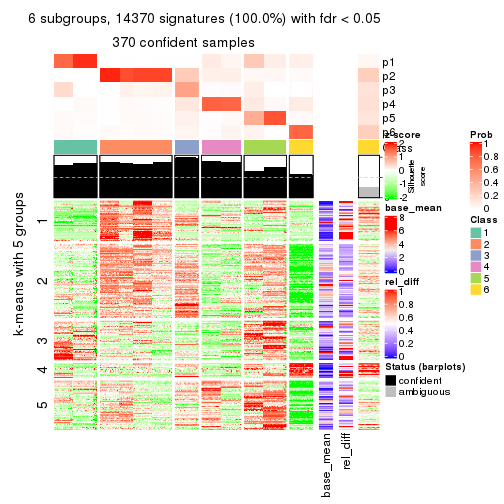 6 subgroups, 14370 signatures (100.0%) with fdr < 0.05
370 confident samples
p1
p2
p3
p4
p5
p6
z-score
2
1
0
-1
-2
Class
Silhouette
score
k-means with 5 groups
1
2
3
4
5
base_mean
8
6
4
2
0
rel_diff
1
0.8
0.6
0.4
0.2
0
Status (barplots)
confident
ambiguous
Prob
1
0.8
0.6
0.4
0.2
0
Class
1
2
3
4
5
6
base_mean
rel_diff